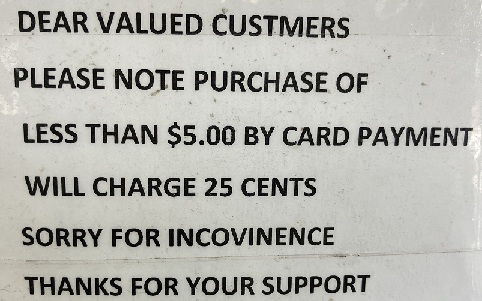 DEAR VALUED CUSTMERS
PLEASE NOTE PURCHASE OF
LESS THAN $5.00 BY CARD PAYMENT
WILL CHARGE 25 CENTS
SORRY FOR INCOVINENCE
THANKS FOR YOUR SUPPORT